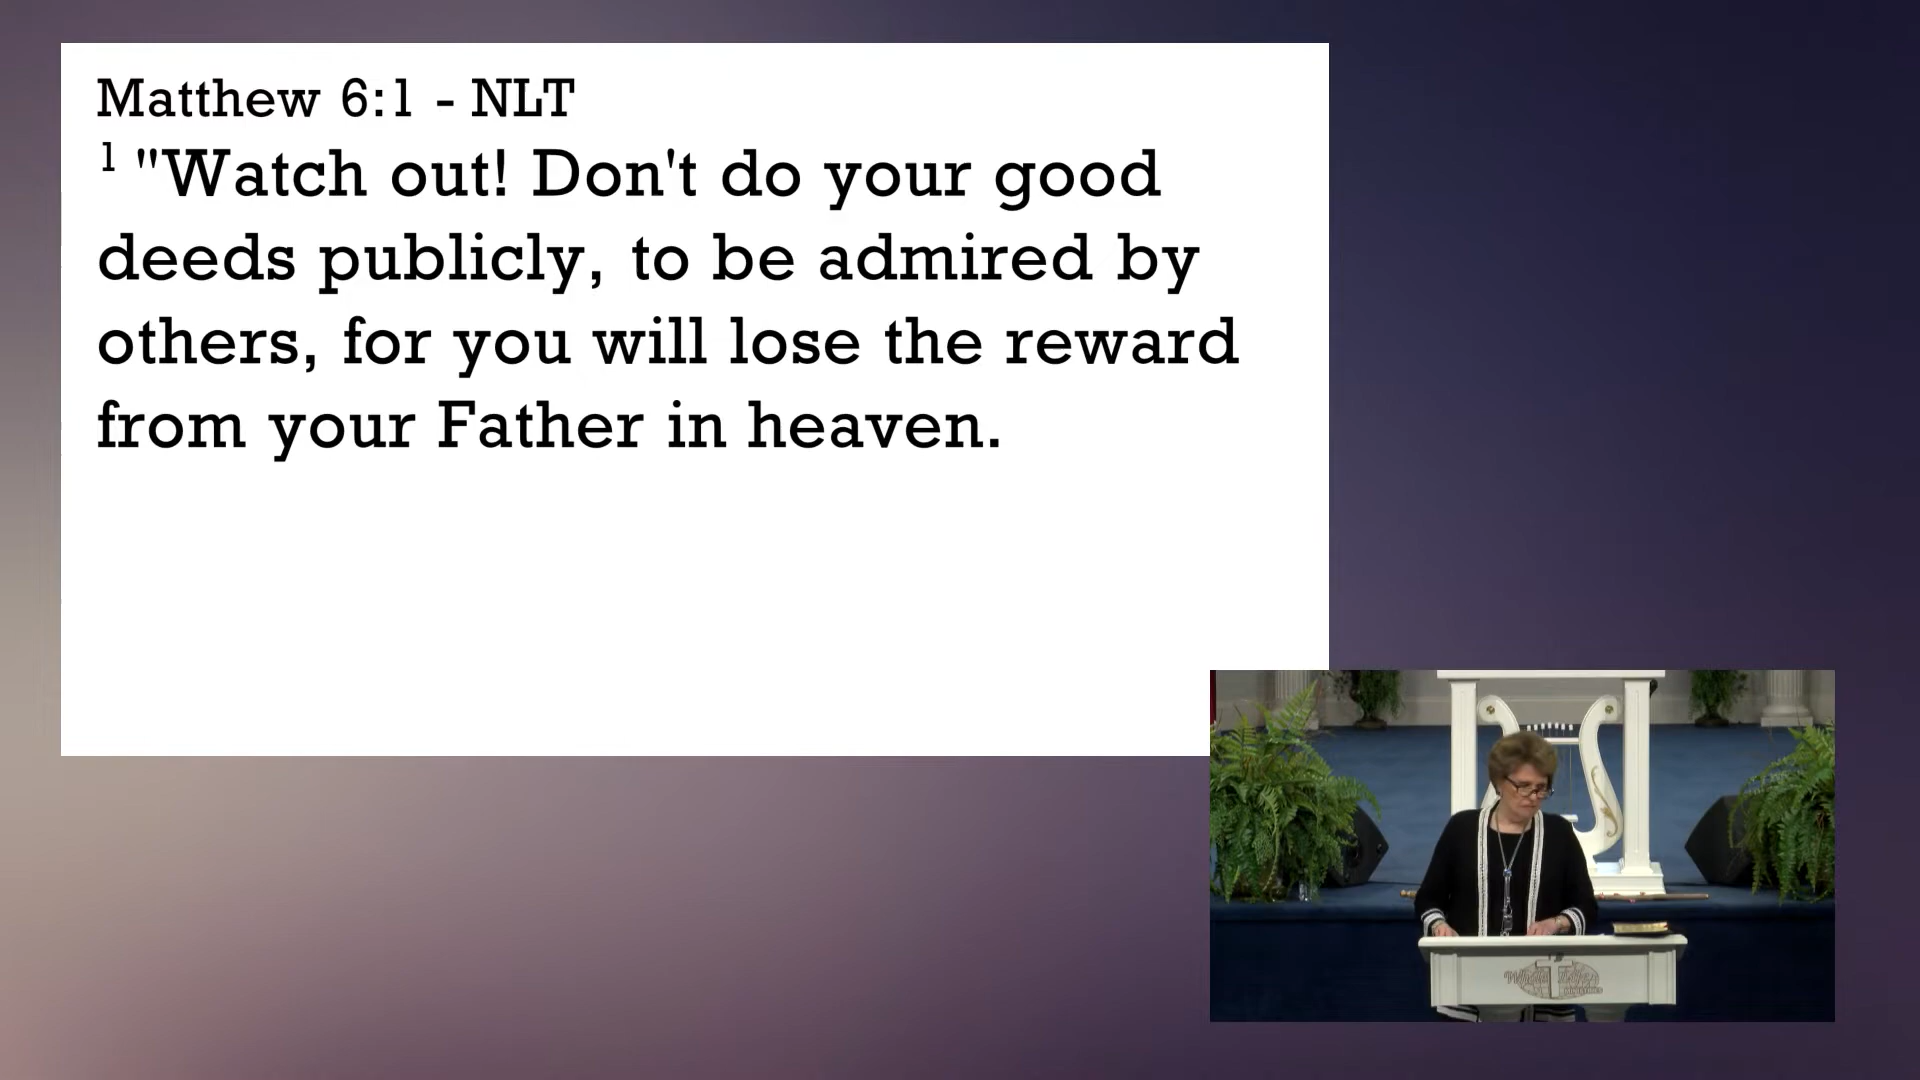 Matthew 6:1 - NLT
1 "Watch out! Don't do your good
deeds publicly, to be admired by
others, for you will lose the reward
from your Father in heaven.